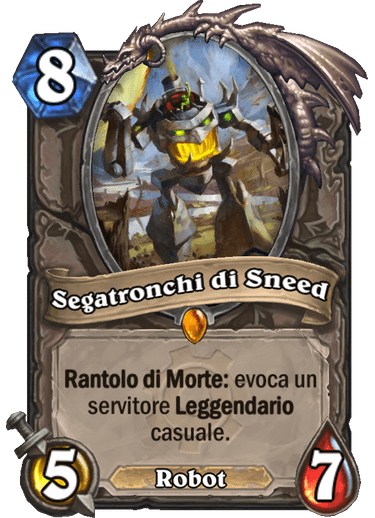 8
Segatronchi di Sneed
Rantolo di Morte: evoca un
servitore Leggendario
casuale.
5
Robot
7